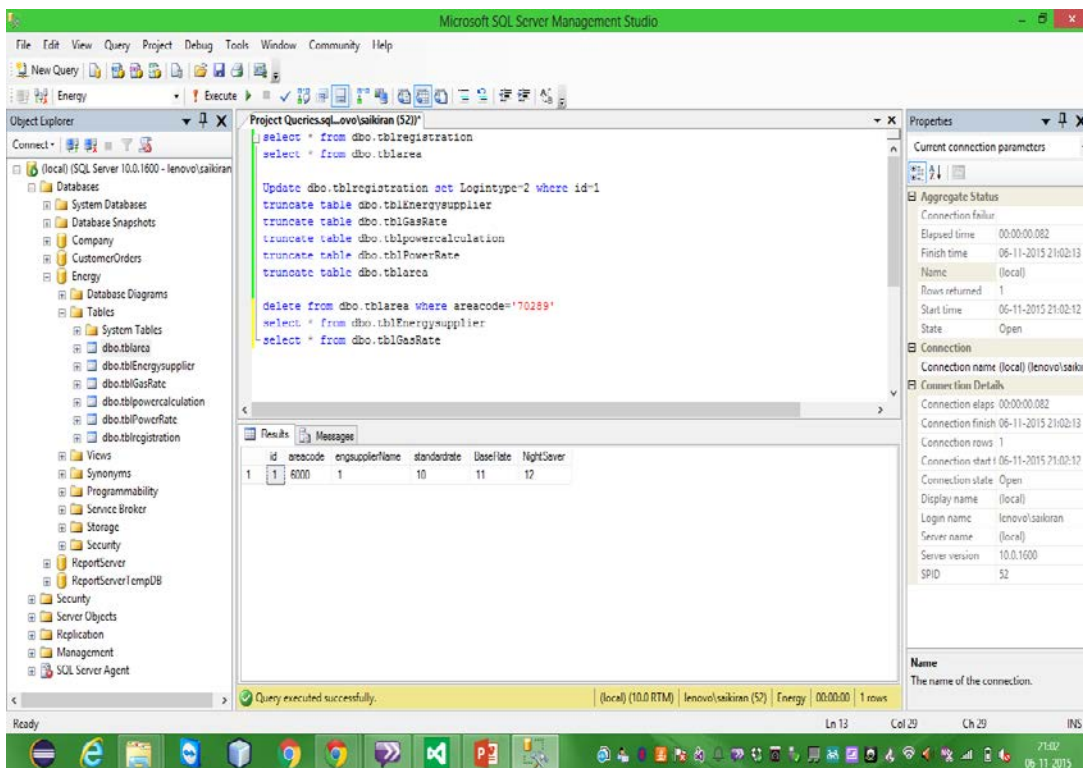 Microsoft SQL Server Management Studio
File Edit View Query Project Debug Tools Window Community Help
New Query
Energy Execute
Object Explorer
Connect
(local) (SQL Server 10.0.1600 - lenovo\saikiran
Databases
System Databases
Database Snapshots
Company
CustomerOrders
Energy
Database Diagrams
Tables
System Tables
dbo.tblarea
dbo.tblEnergysupplier
dbo.tblGasRate
dbo.tblpowercalculation
dbo.tblPowerRate
dbo.tblregistration
Views
Synonyms
Programmability
Service Broker
Storage
Security
ReportServer
ReportServerTempDB
Security
Server Objects
Replication
Management
SQL Server Agent
Project Queries.sql...ovo\saikiran (52))*
select * from dbo.tblregistration
select * from dbo.tblarea
Update dbo.tblregistration set Logintype=2 where id=1
truncate table dbo.tblEnergysupplier
truncate table dbo.tblGasRate
truncate table dbo.tblpowercalculation
truncate table dbo.tblPowerRate
truncate table dbo.tblarea
delete from dbo.tblarea where areacode='70289'
select * from dbo.tblEnergysupplier
select * from dbo.tblGasRate
Results Messages
id areacode engsupplierName standardrate BaseRate NightSaver
1 1 6000 1 10 11 12
Query executed successfully. (local) (10.0 RTM) lenovo\saikiran (52) Energy 00:00:00 1 rows
Properties
Current connection parameters
Aggregate Status
Connection failur
Elapsed time 00:00:00.082
Finish time 06-11-2015 21:02:13
Name (local)
Rows returned 1
Start time 06-11-2015 21:02:12
State Open
Connection
Connection name (local) (lenovo\saiki
Connection Details
Connection elaps 00:00:00.082
Connection finish 06-11-2015 21:02:13
Connection rows 1
Connection start t 06-11-2015 21:02:12
Connection state Open
Display name (local)
Login name lenovo\saikiran
Server name (local)
Server version 10.0.1600
SPID 52
Name
The name of the connection.
Ready Ln 13 Col 29 Ch 29 INS
21:02
06-11-2015